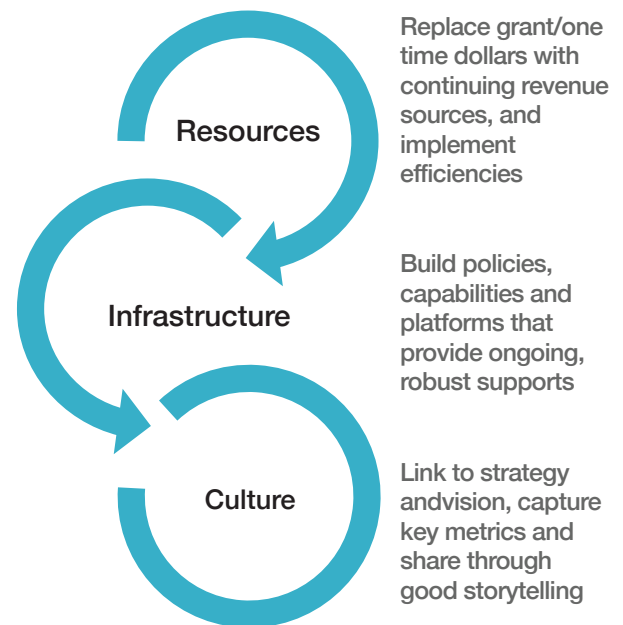 Resources
Replace grant/one
time dollars with
continuing revenue
sources, and
implement
efficiencies
Infrastructure
Build policies,
capabilities and
platforms that
provide ongoing,
robust supports
Culture
Link to strategy
andvision, capture
key metrics and
share through
good storytelling